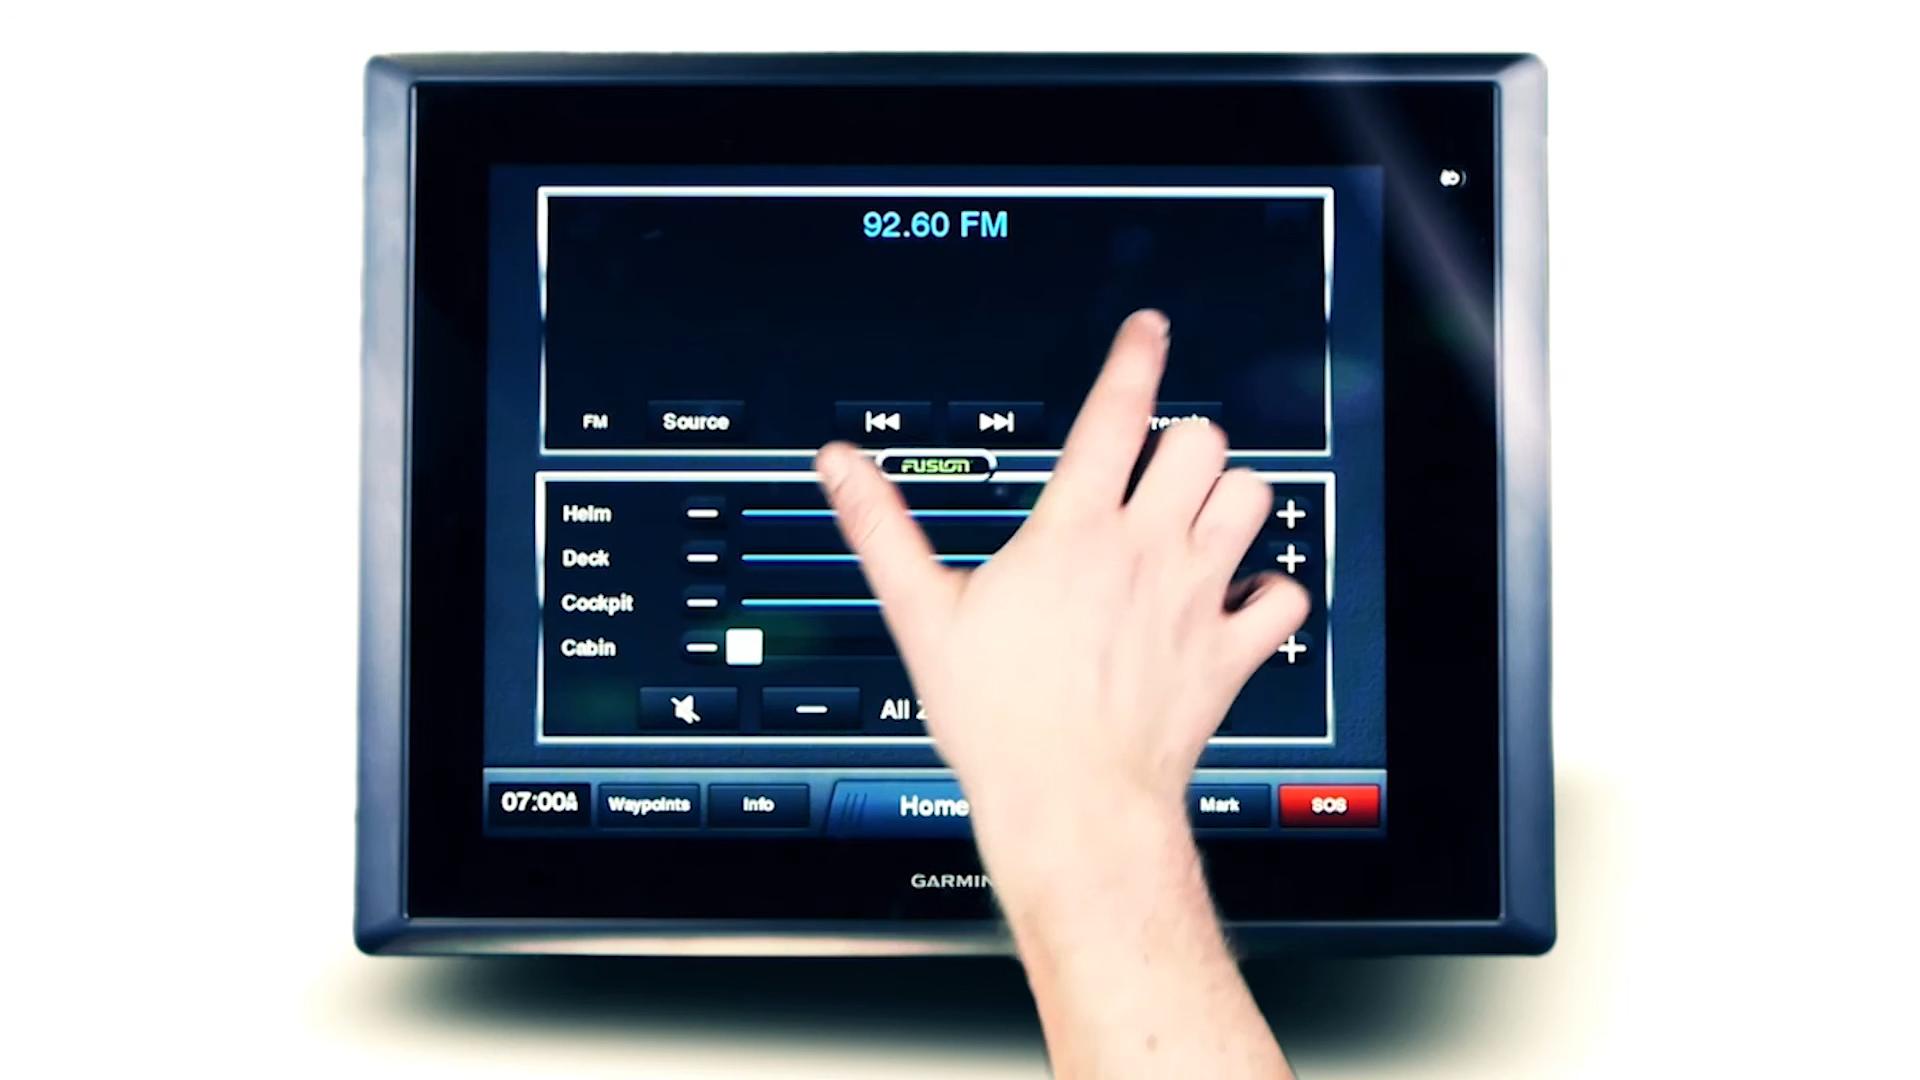 92.60 FM
FM Source Presets
FUSION
Helm
Deck
Cockpit
Cabin
All
07:00A Waypoints Info Home Mark SOS
GARMIN